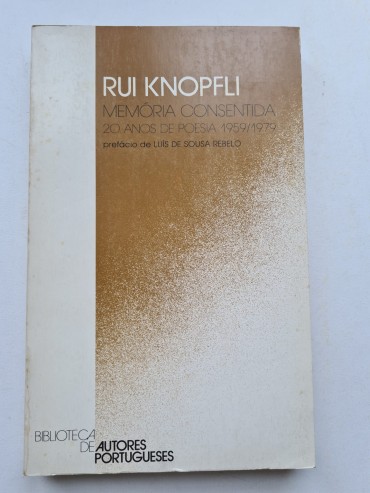 RUI KNOPFLI
MEMÓRIA CONSENTIDA
20 ANOS DE POESIA 1959/1979
prefácio de LUÍS DE SOUSA REBELO
BIBLIOTECA
DE AUTORES
PORTUGUESES